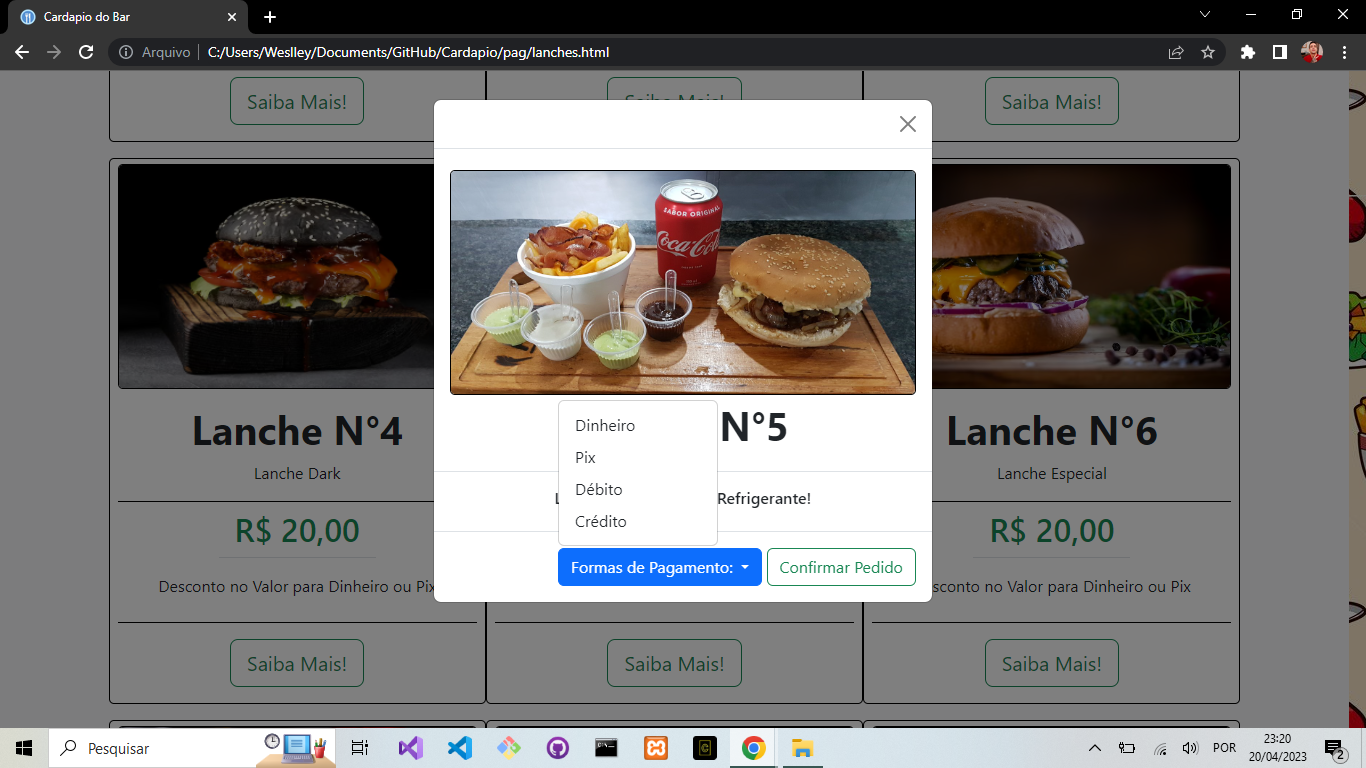 Cardapio do Bar
Arquivo
C:/Users/Weslley/Documents/GitHub/Cardapio/pag/lanches.html
Saiba Mais!
Saiba Mais!
Saiba Mais!
SABOR ORIGINAL
Coca-Cola
Lanche N°4
Lanche Dark
R$ 20,00
Desconto no Valor para Dinheiro ou Pix
Saiba Mais!
N°5
Refrigerante!
Dinheiro
Pix
Débito
Crédito
Formas de Pagamento:
Confirmar Pedido
Saiba Mais!
Lanche N°6
Lanche Especial
R$ 20,00
sconto no Valor para Dinheiro ou Pix
Saiba Mais!
Pesquisar
POR
23:20
20/04/2023
2